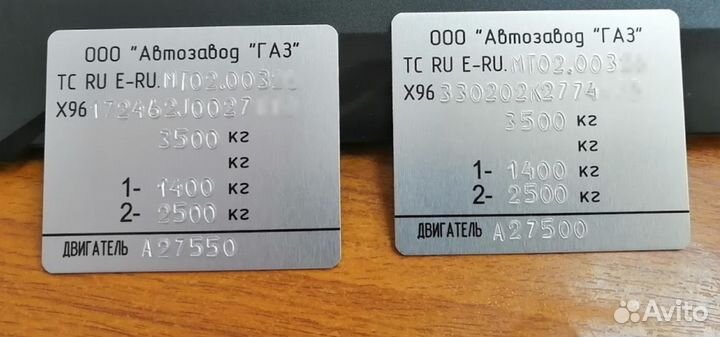 ООО "Автозавод "ГАЗ"
ТС RU E-RU.МТ02.003
Х96 172462J0027
3500 кг
кг
1- 1400 кг
2- 2500 кг
ДВИГАТЕЛЬ А27550
ООО "Автозавод "ГАЗ"
ТС RU E-RU.МТ02.003
Х96 330202К2774
3500 кг
кг
1- 1400 кг
2- 2500 кг
ДВИГАТЕЛЬ А27500
Avito